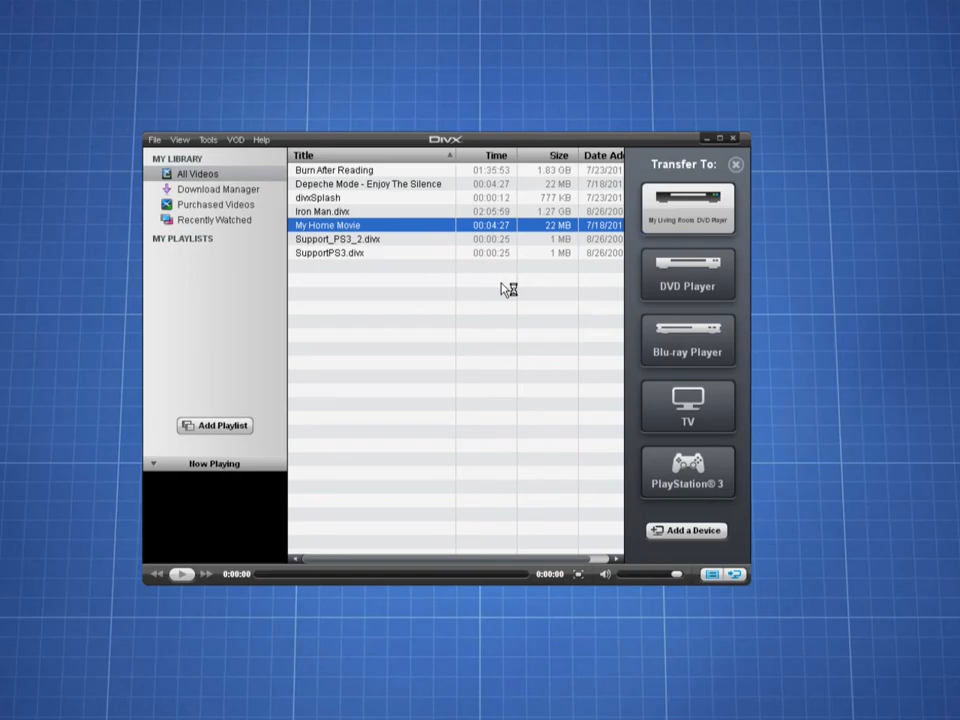 File View Tools VOD Help DIVX
MY LIBRARY
All Videos
Download Manager
Purchased Videos
Recently Watched
MY PLAYLISTS
Add Playlist
Now Playing
Title Time Size Date Ad
Burn After Reading 01:35:53 1.83 GB 7/23/201
Depeche Mode - Enjoy The Silence 00:04:27 22 MB 7/18/201
divxSplash 00:00:12 777 KB 7/23/201
Iron Man.divx 02:05:59 1.27 GB 8/26/200
My Home Movie 00:04:27 22 MB 7/18/201
Support_PS3_2.divx 00:00:25 1 MB 8/26/200
SupportPS3.divx 00:00:25 1 MB 8/26/200
Transfer To:
My Living Room DVD Player
DVD Player
Blu-ray Player
TV
PlayStation® 3
Add a Device
0:00:00 0:00:00